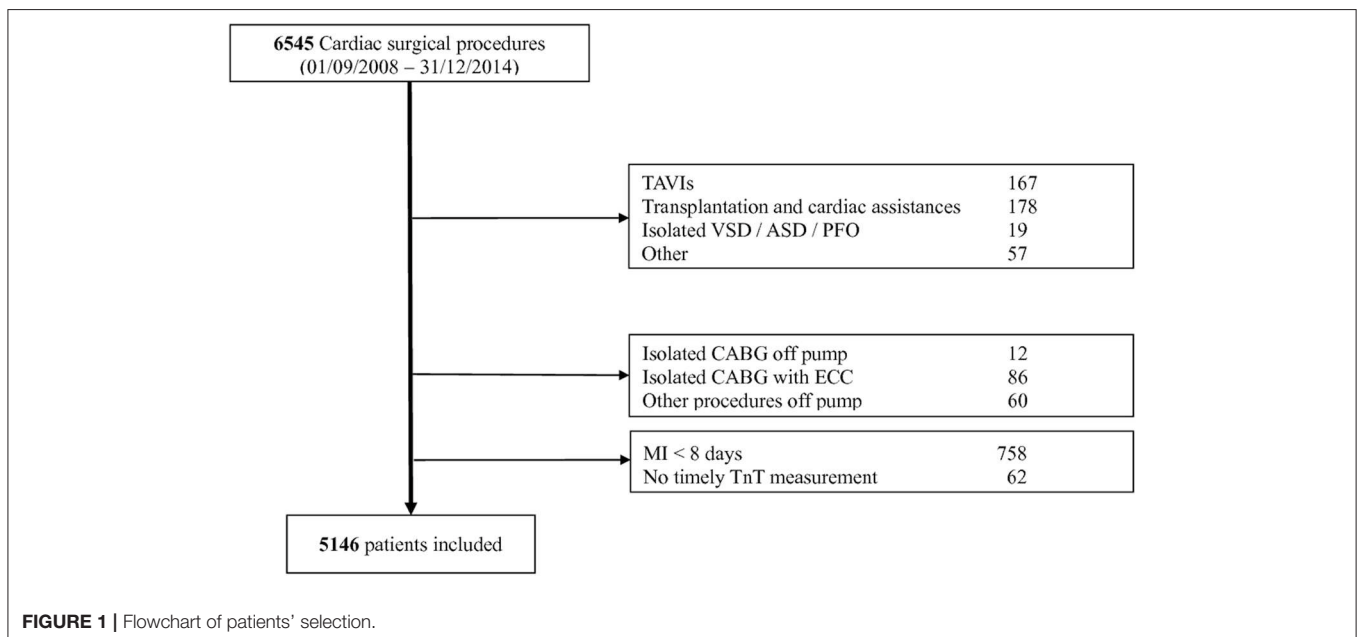 6545 Cardiac surgical procedures
(01/09/2008 – 31/12/2014)
TAVIs 167
Transplantation and cardiac assistances 178
Isolated VSD / ASD / PFO 19
Other 57
Isolated CABG off pump 12
Isolated CABG with ECC 86
Other procedures off pump 60
MI < 8 days 758
No timely TnT measurement 62
5146 patients included
FIGURE 1 | Flowchart of patients’ selection.